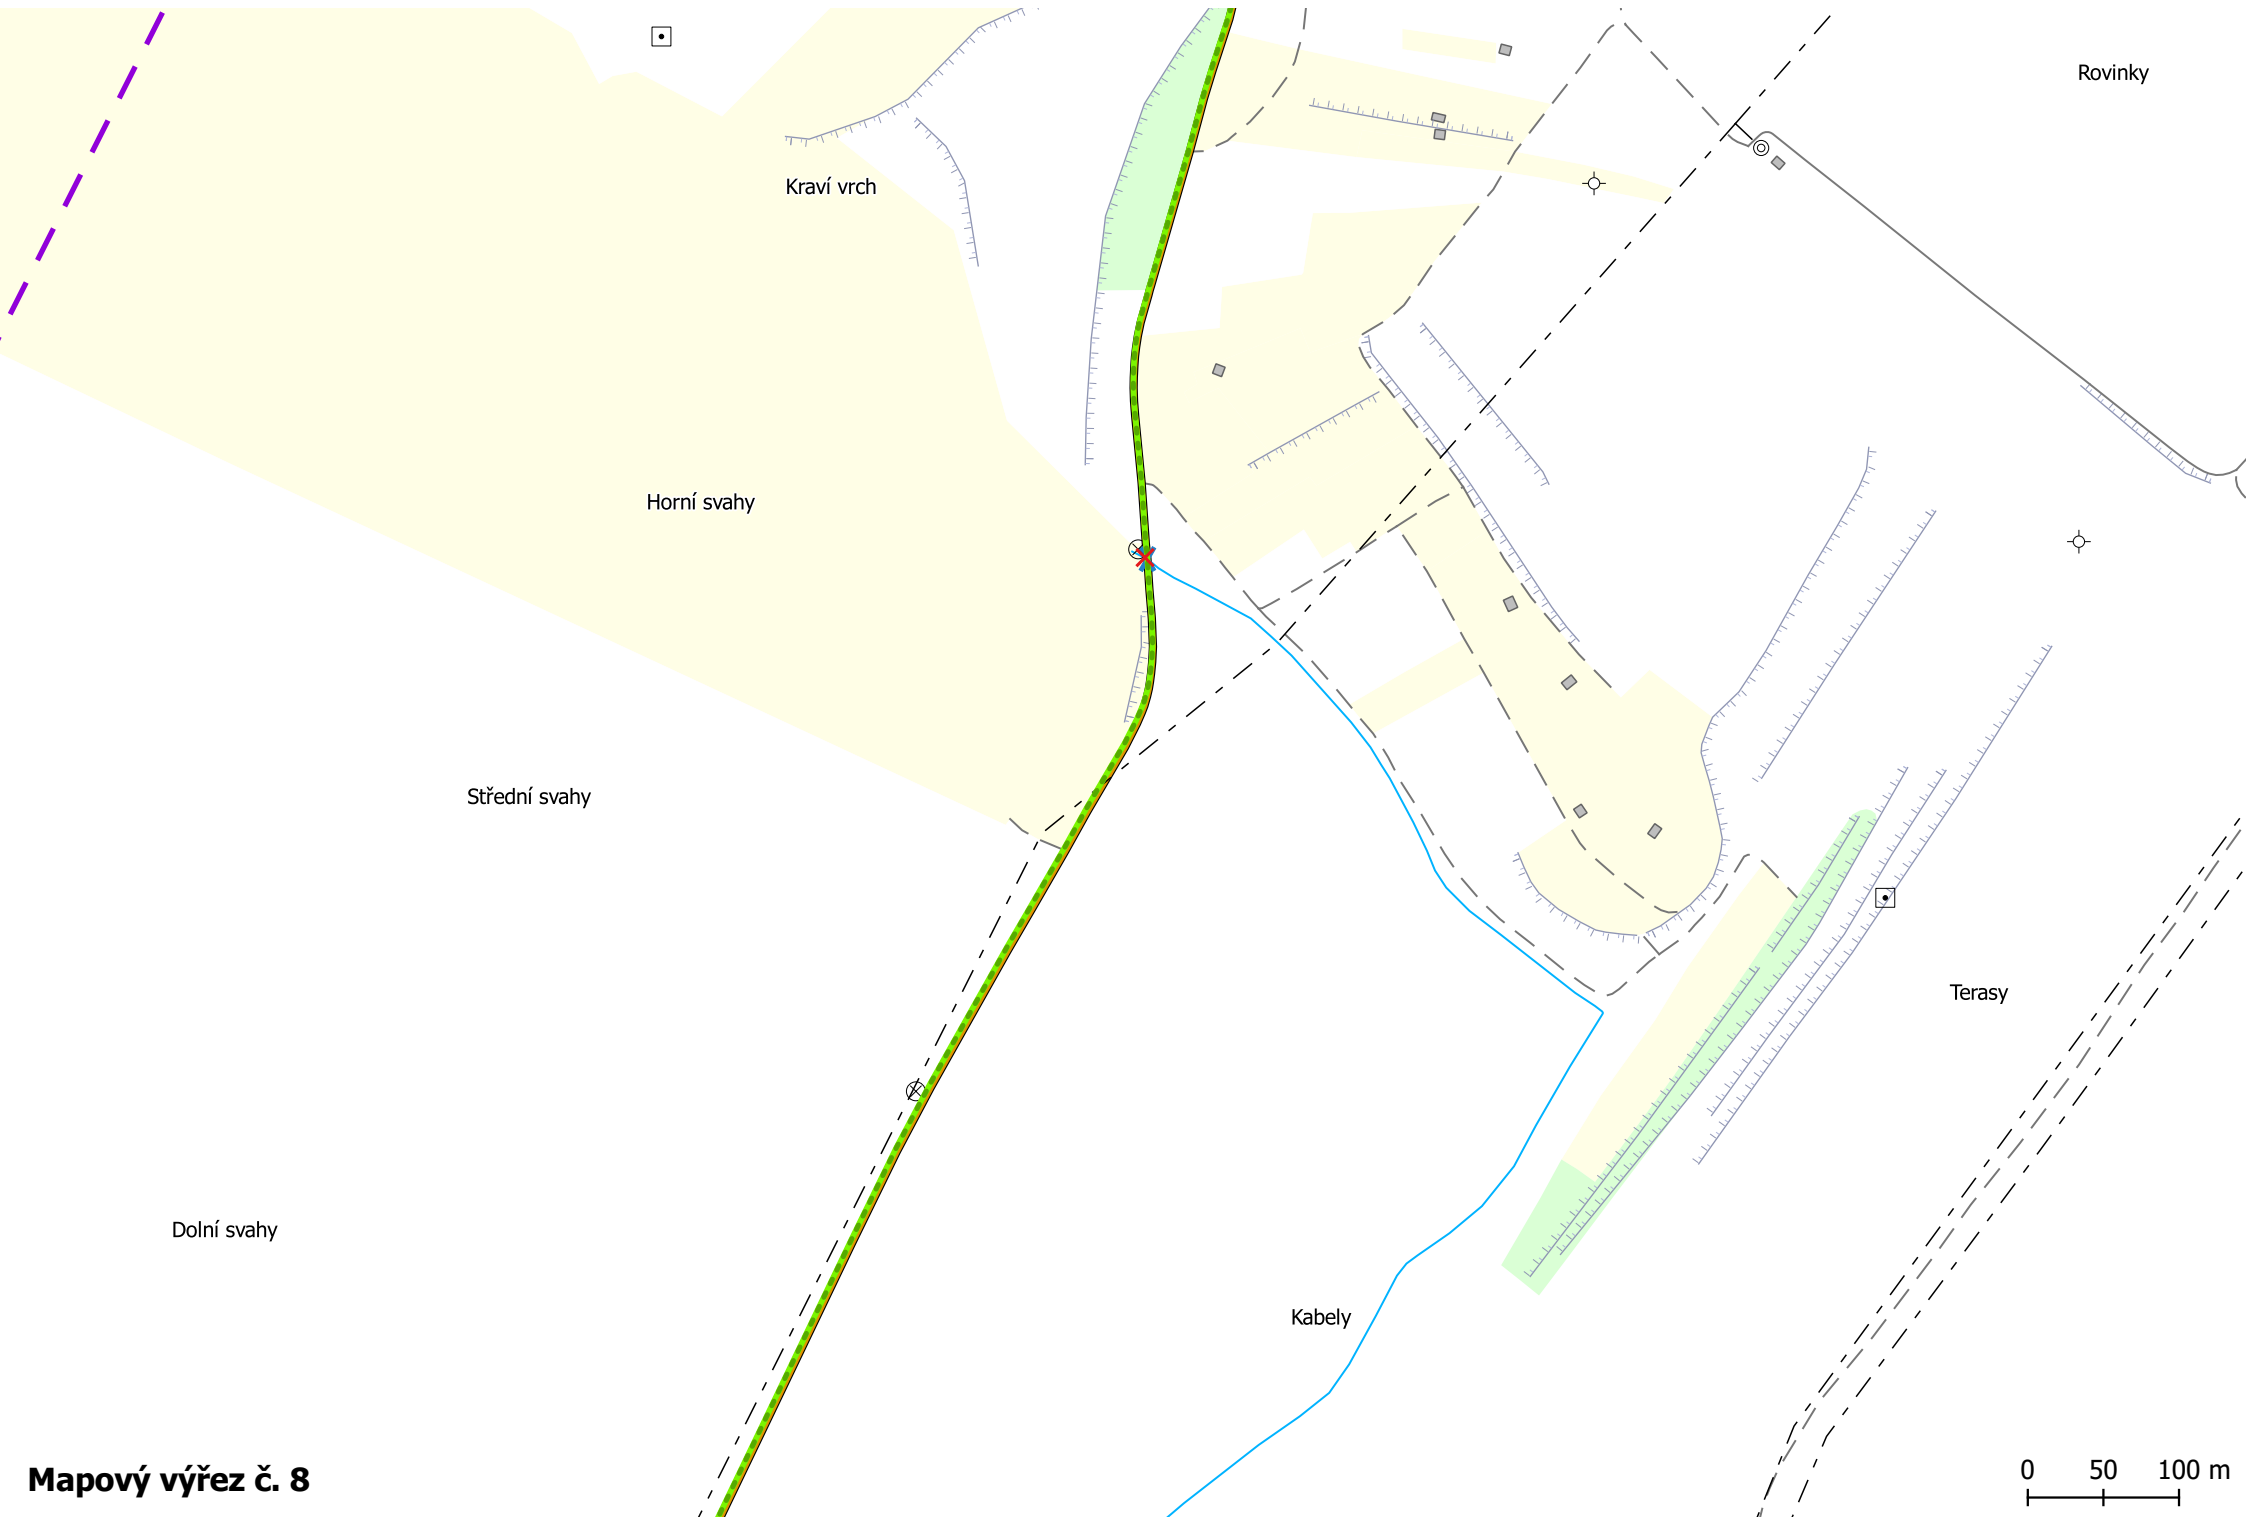 Rovinky
Kraví vrch
Horní svahy
Střední svahy
Terasy
Dolní svahy
Kabely
Mapový výřez č. 8
0 50 100 m